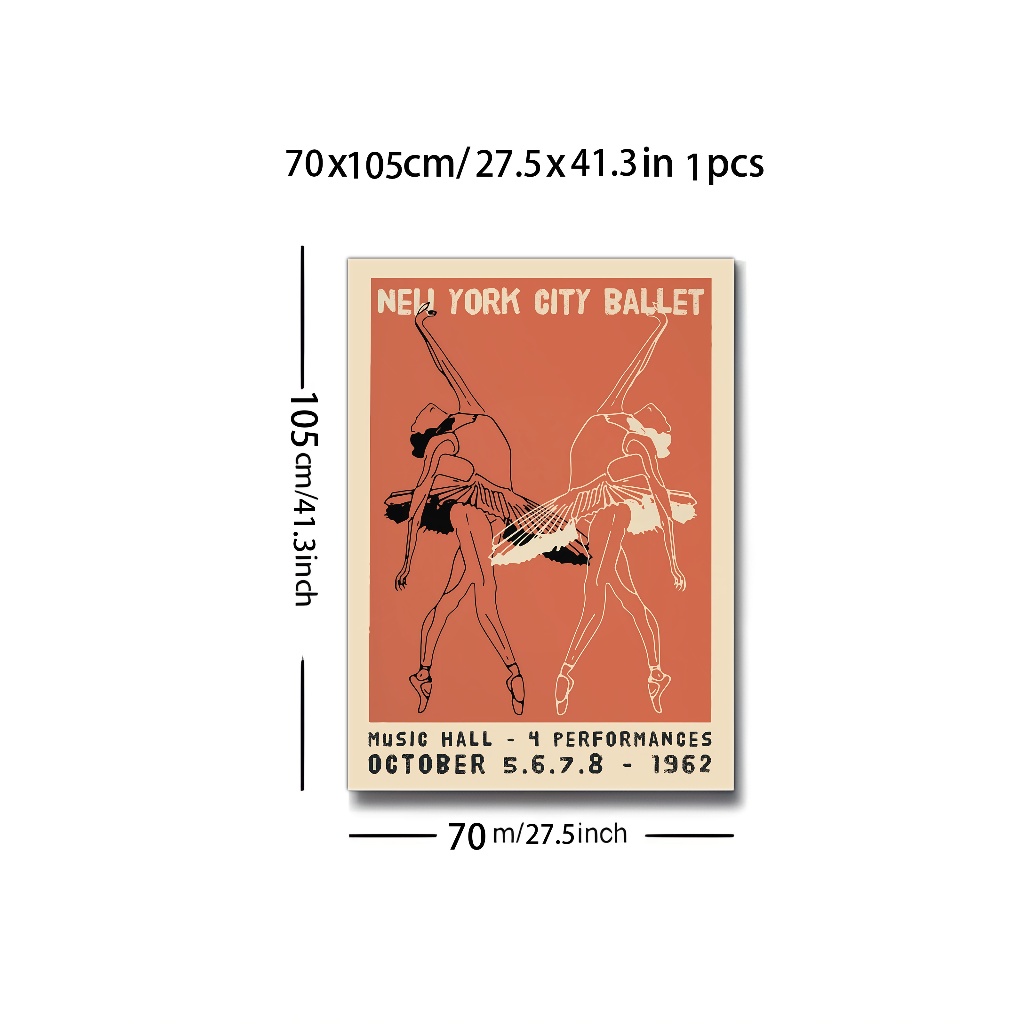 70x105cm/27.5x41.3in 1pcs
NEW YORK CITY BALLET
105cm/41.3inch
MUSIC HALL - 4 PERFORMANCES
OCTOBER 5.6.7.8 - 1962
70m/27.5inch